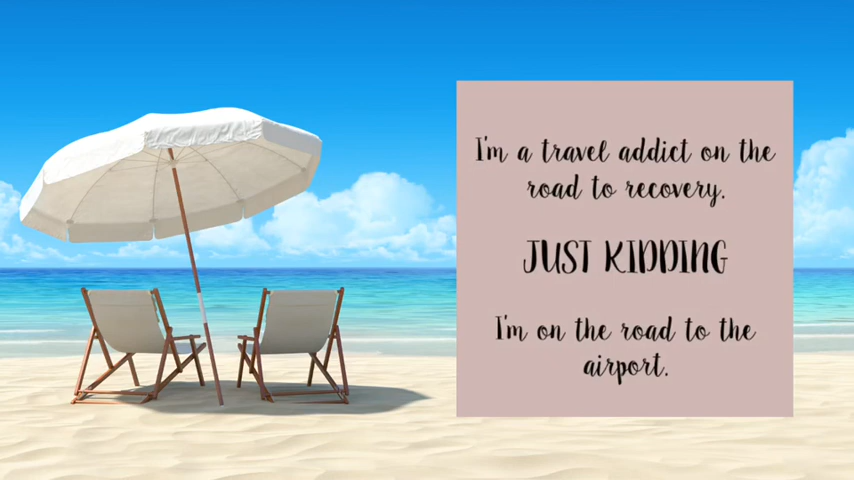 I'm a travel addict on the
road to recovery.
JUST KIDDING
I'm on the road to the
airport.